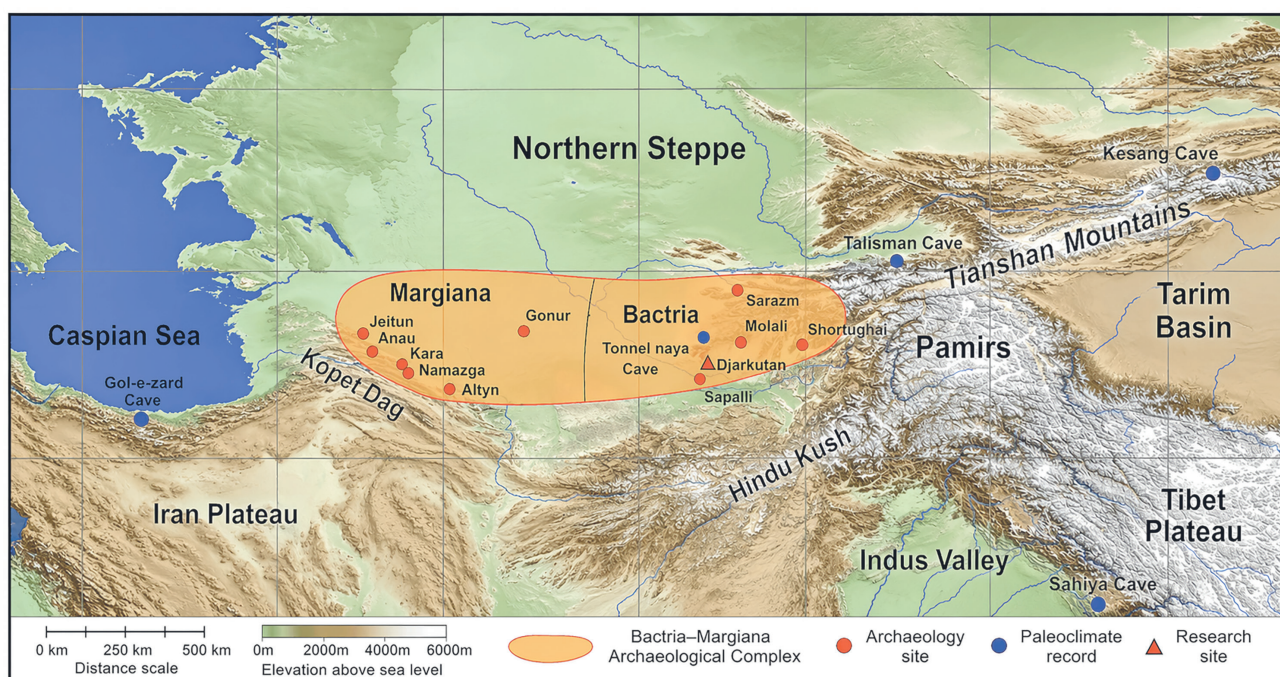 Northern Steppe
Kesang Cave
Talisman Cave
Tianshan Mountains
Margiana
Sarazm
Tarim
Basin
Jeitun
Gonur
Bactria
Molali
Shortughai
Caspian Sea
Anau
Tonnel naya
Cave
Pamirs
Kara
Namazga
Djarkutan
Kopet Dag
Gol-e-zard
Cave
Altyn
Sapalli
Hindu Kush
Iran Plateau
Tibet
Plateau
Indus Valley
Sahiya Cave
0 km 250 km 500 km
Distance scale
0m 2000m 4000m 6000m
Elevation above sea level
Bactria–Margiana
Archaeological Complex
Archaeology
site
Paleoclimate
record
Research
site